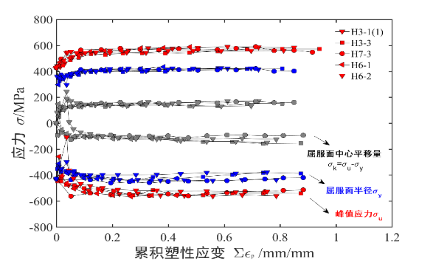 应力 σ/MPa
800
600
400
200
0
-200
-400
-600
-800
H3-1(1)
H3-3
H7-3
H6-1
H6-2
屈服面中心平移量
σₖ=σᵤ-σᵧ
屈服面半径σᵧ
峰值应力σᵤ
0 0.2 0.4 0.6 0.8 1 1.2
累积塑性应变 Σϵₚ /mm/mm